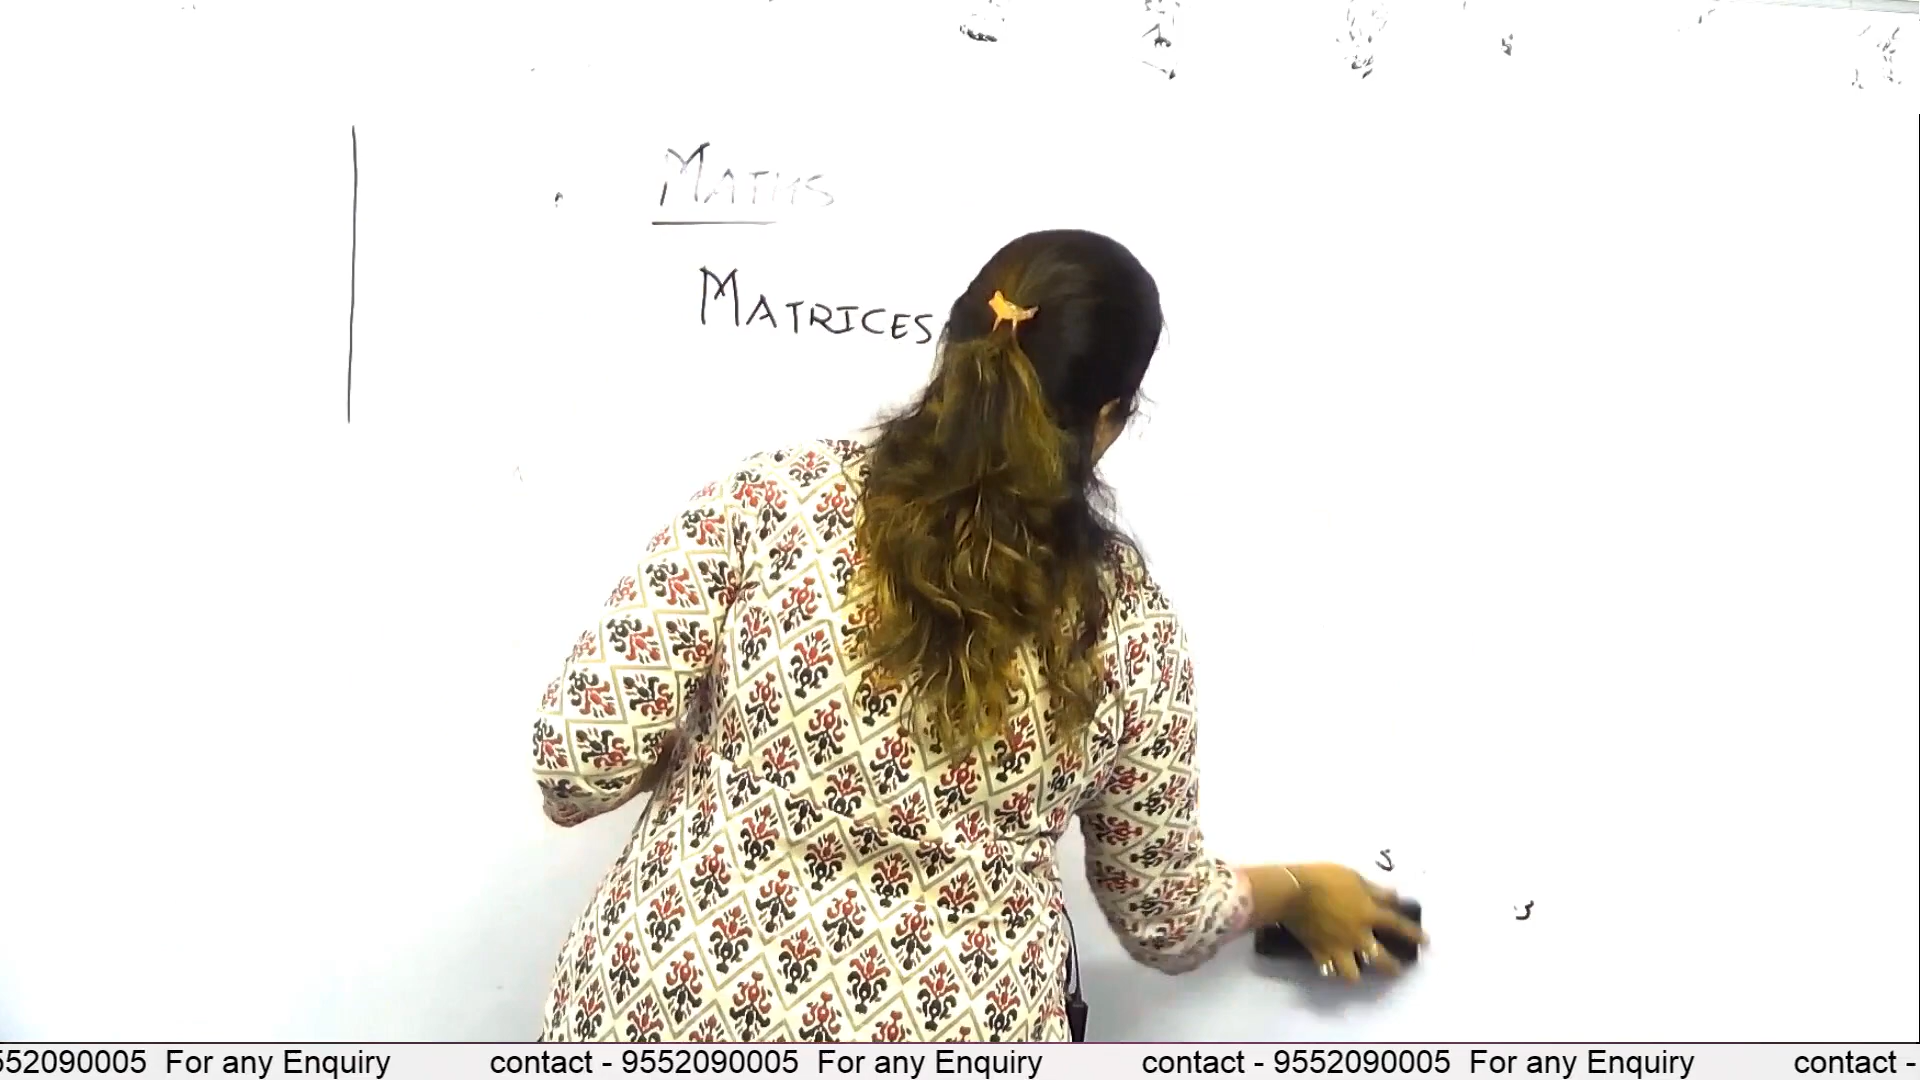 MATHS
MATRICES
552090005 For any Enquiry contact - 9552090005 For any Enquiry contact - 9552090005 For any Enquiry contact -